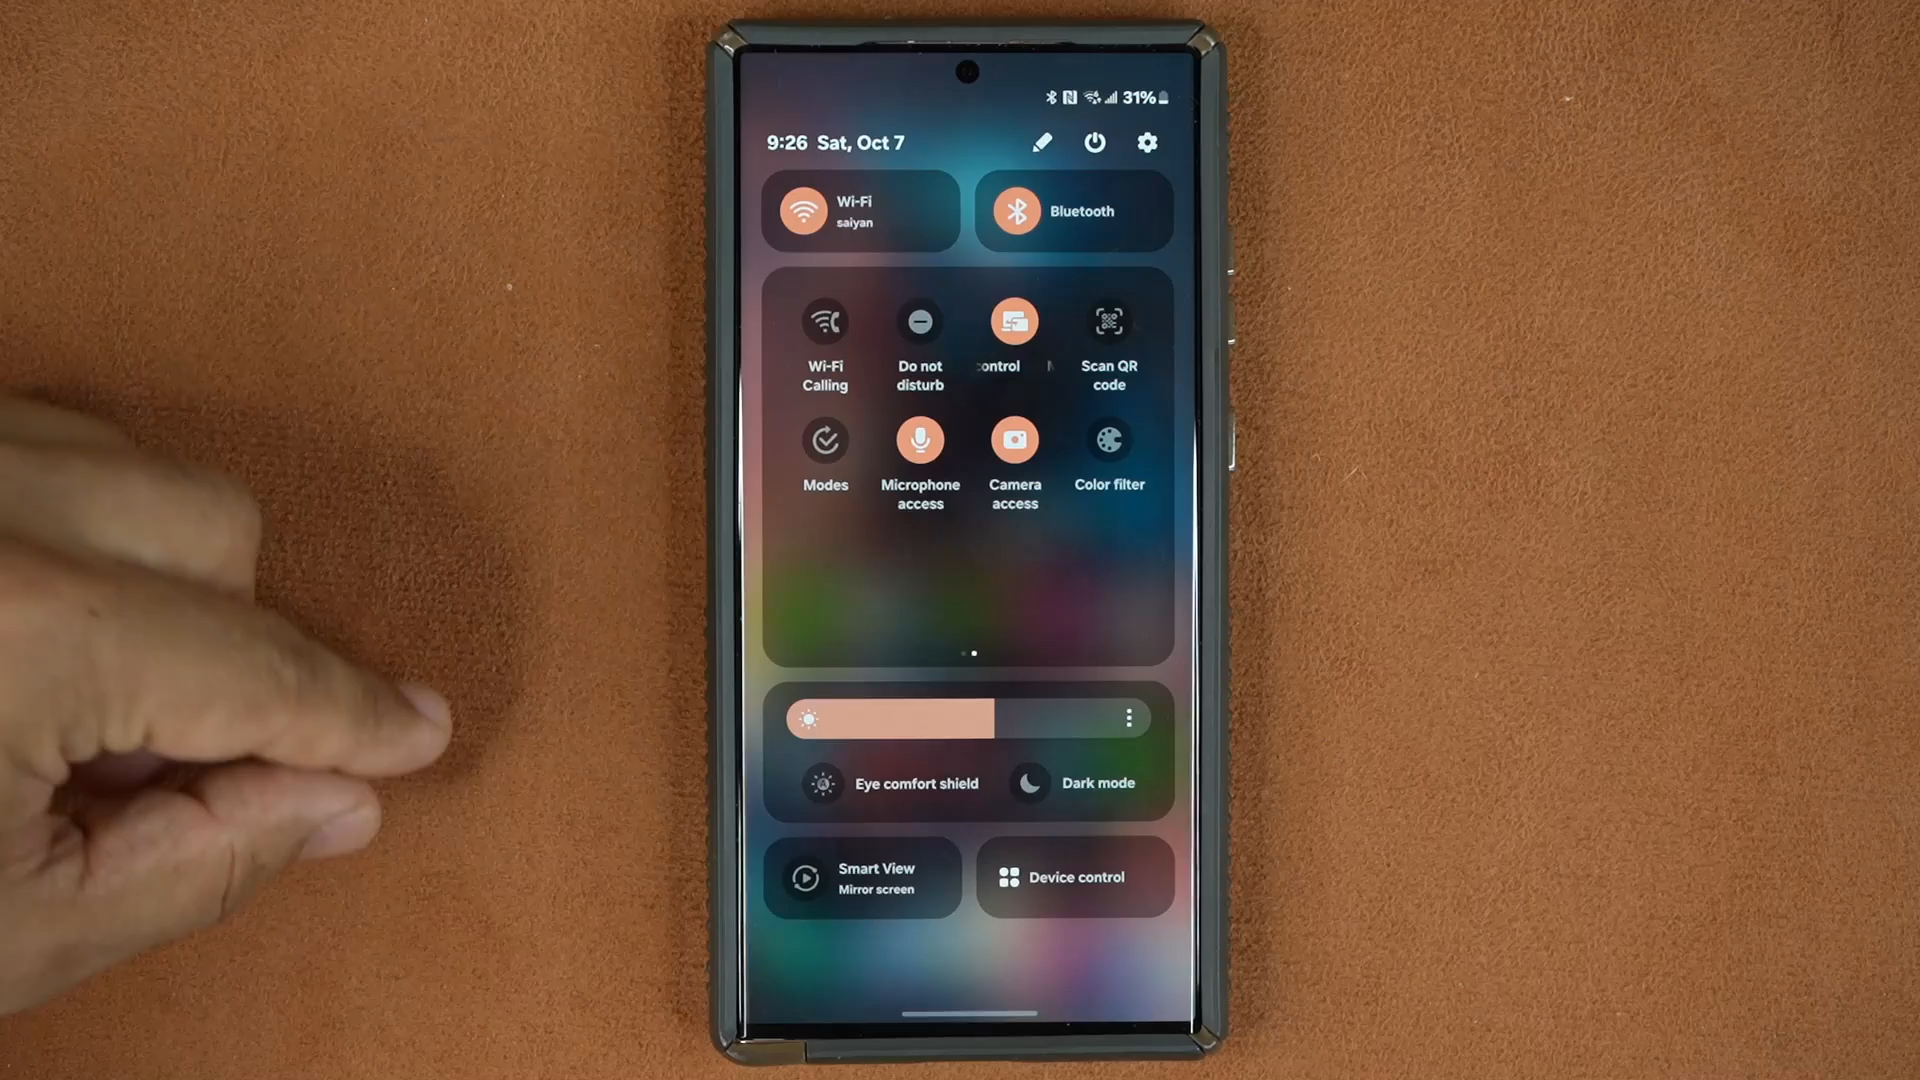 31%
9:26 Sat, Oct 7
Wi-Fi
saiyan
Bluetooth
Wi-Fi
Calling
Do not
disturb
control
Scan QR
code
Modes
Microphone
access
Camera
access
Color filter
Eye comfort shield
Dark mode
Smart View
Mirror screen
Device control